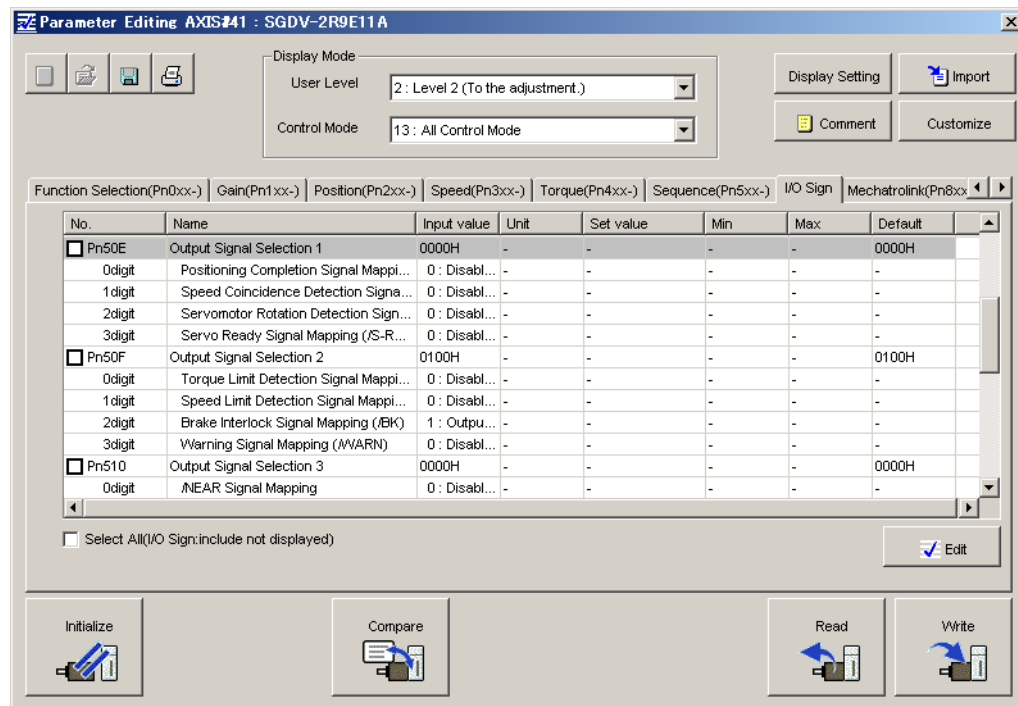 Parameter Editing AXIS#41 : SGDV-2R9E11A
Display Mode
User Level
2 : Level 2 (To the adjustment.)
Control Mode
13 : All Control Mode
Display Setting
Import
Comment
Customize
Function Selection(Pn0xx-) Gain(Pn1xx-) Position(Pn2xx-) Speed(Pn3xx-) Torque(Pn4xx-) Sequence(Pn5xx-) I/O Sign Mechatrolink(Pn8xx
No. Name Input value Unit Set value Min Max Default
Pn50E Output Signal Selection 1 0000H - - - - 0000H
0digit Positioning Completion Signal Mappi... 0 : Disabl... - - - - -
1digit Speed Coincidence Detection Signa... 0 : Disabl... - - - - -
2digit Servomotor Rotation Detection Sign... 0 : Disabl... - - - - -
3digit Servo Ready Signal Mapping (/S-R... 0 : Disabl... - - - - -
Pn50F Output Signal Selection 2 0100H - - - - 0100H
0digit Torque Limit Detection Signal Mappi... 0 : Disabl... - - - - -
1digit Speed Limit Detection Signal Mappi... 0 : Disabl... - - - - -
2digit Brake Interlock Signal Mapping (/BK) 1 : Outpu... - - - - -
3digit Warning Signal Mapping (/WARN) 0 : Disabl... - - - - -
Pn510 Output Signal Selection 3 0000H - - - - 0000H
0digit /NEAR Signal Mapping 0 : Disabl... - - - - -
Select All(I/O Sign:include not displayed)
Edit
Initialize
Compare
Read
Write